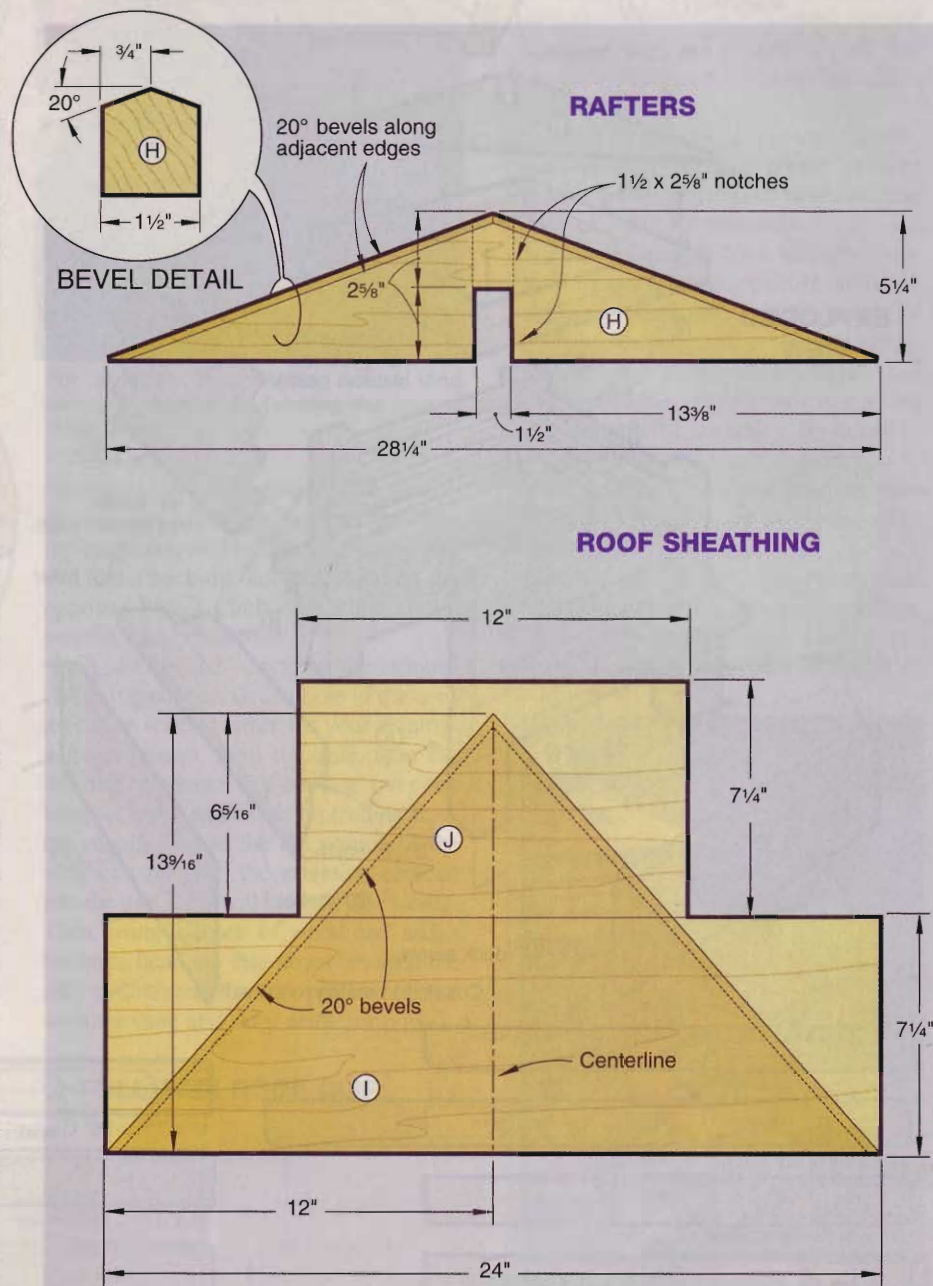 ¾"
20°
H
1½"
BEVEL DETAIL
RAFTERS
20° bevels along
adjacent edges
1½ x 2⅝" notches
2⅝"
5¼"
H
13⅜"
1½"
28¼"
ROOF SHEATHING
12"
7¼"
6⁵⁄₁₆"
13⁹⁄₁₆"
J
20° bevels
7¼"
Centerline
I
12"
24"